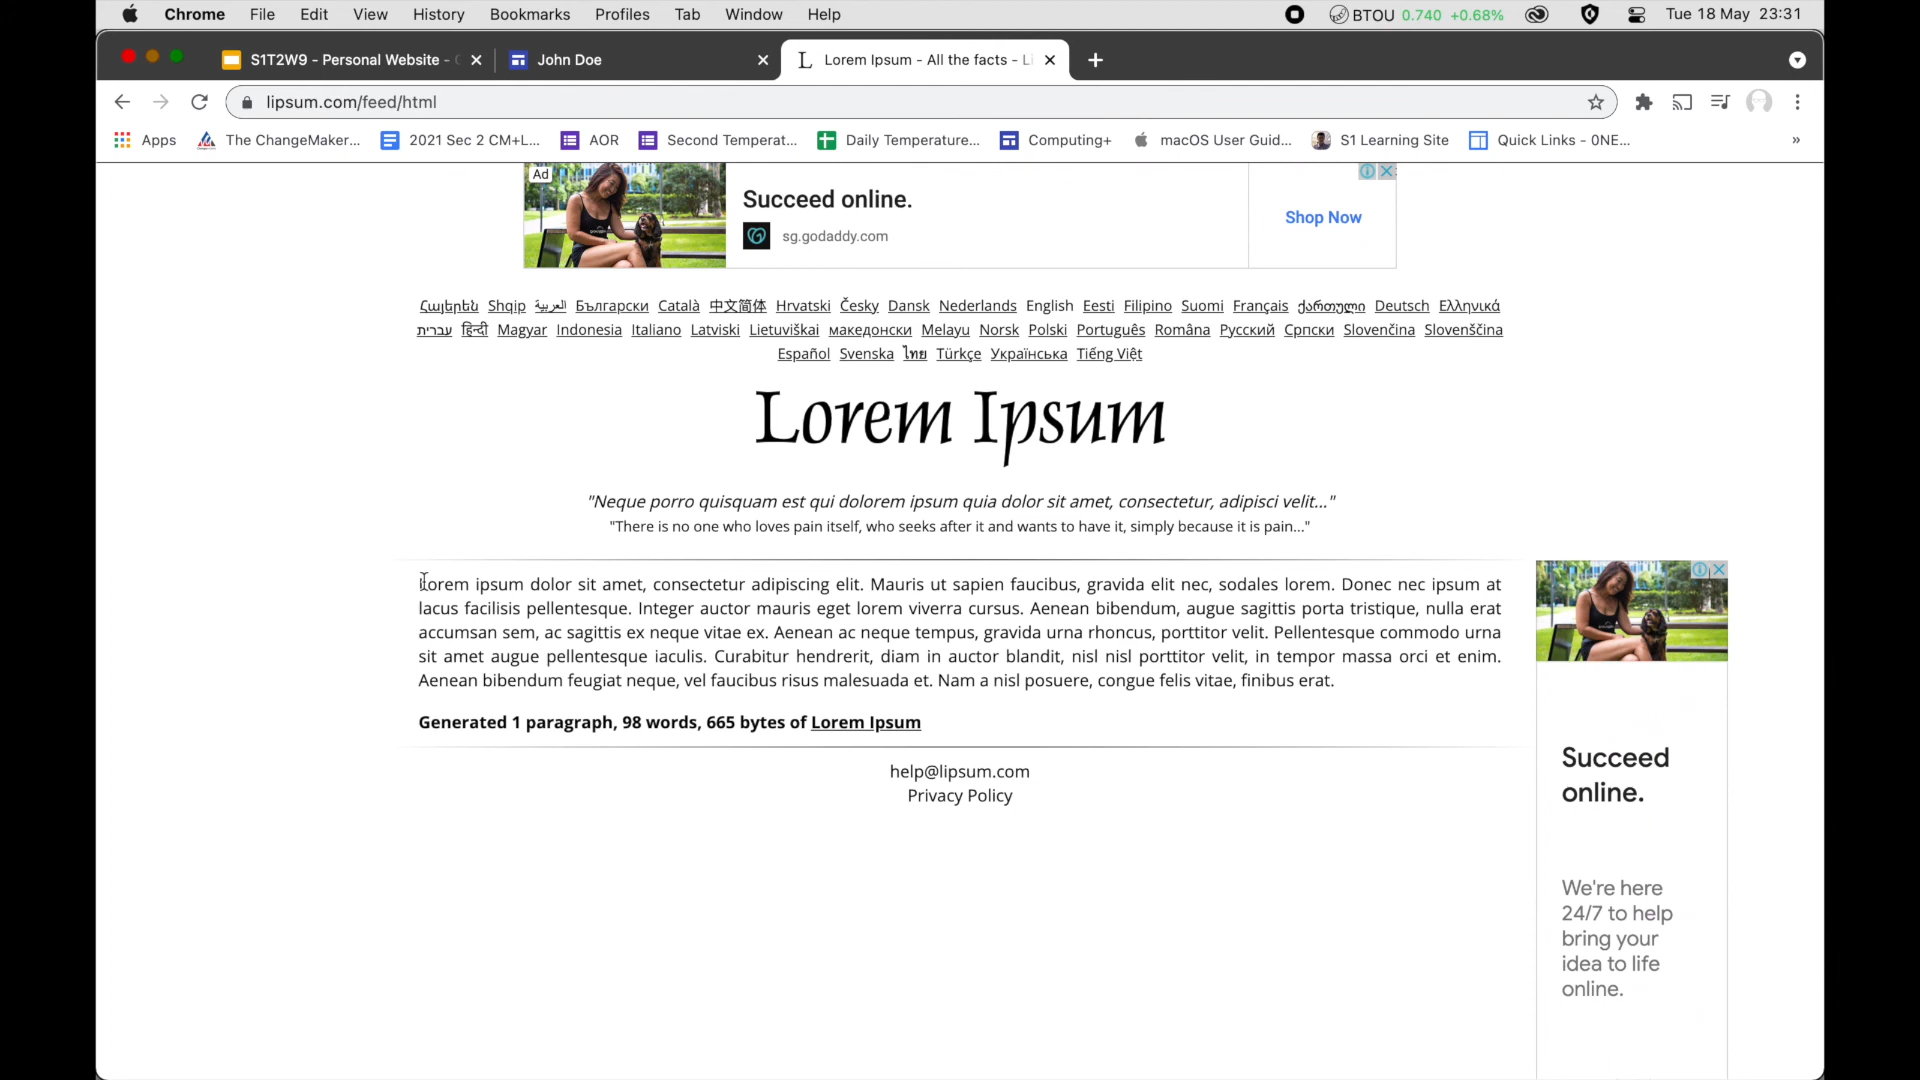 Chrome File Edit View History Bookmarks Profiles Tab Window Help BTOU 0.740 +0.68% Tue 18 May 23:31
S1T2W9 - Personal Website - John Doe Lorem Ipsum - All the facts - Li
lipsum.com/feed/html
Apps The ChangeMaker... 2021 Sec 2 CM+L... AOR Second Temperat... Daily Temperature... Computing+ macOS User Guid... S1 Learning Site Quick Links - 0NE... »
Ad
Succeed online.
sg.godaddy.com
Shop Now
Հայերեն Shqip العربية Български Català 中文简体 Hrvatski Česky Dansk Nederlands English Eesti Filipino Suomi Français ქართული Deutsch Ελληνικά
עברית हिन्दी Magyar Indonesia Italiano Latviski Lietuviškai македонски Melayu Norsk Polski Português Româna Русский Српски Slovenčina Slovenščina
Español Svenska ไทย Türkçe Українська Tiếng Việt
Lorem Ipsum
"Neque porro quisquam est qui dolorem ipsum quia dolor sit amet, consectetur, adipisci velit..."
"There is no one who loves pain itself, who seeks after it and wants to have it, simply because it is pain..."
Lorem ipsum dolor sit amet, consectetur adipiscing elit. Mauris ut sapien faucibus, gravida elit nec, sodales lorem. Donec nec ipsum at
lacus facilisis pellentesque. Integer auctor mauris eget lorem viverra cursus. Aenean bibendum, augue sagittis porta tristique, nulla erat
accumsan sem, ac sagittis ex neque vitae ex. Aenean ac neque tempus, gravida urna rhoncus, porttitor velit. Pellentesque commodo urna
sit amet augue pellentesque iaculis. Curabitur hendrerit, diam in auctor blandit, nisl nisl porttitor velit, in tempor massa orci et enim.
Aenean bibendum feugiat neque, vel faucibus risus malesuada et. Nam a nisl posuere, congue felis vitae, finibus erat.
Generated 1 paragraph, 98 words, 665 bytes of Lorem Ipsum
help@lipsum.com
Privacy Policy
Succeed
online.
We're here
24/7 to help
bring your
idea to life
online.